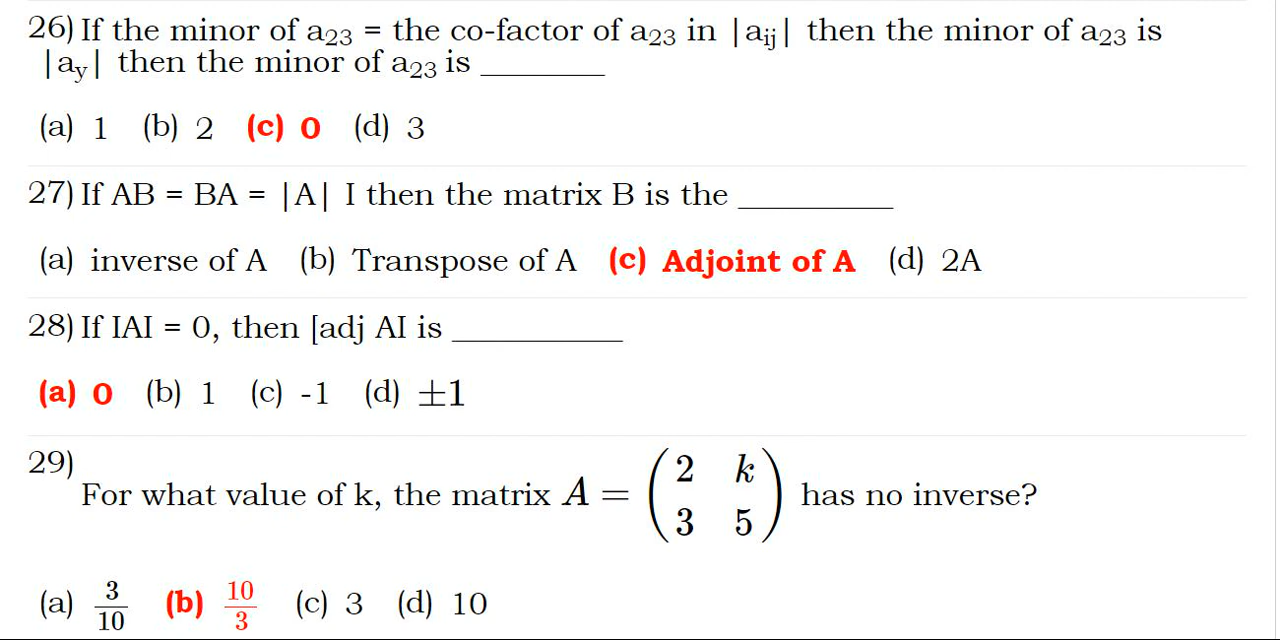 26) If the minor of a23 = the co-factor of a23 in |aij| then the minor of a23 is
|ay| then the minor of a23 is ________
(a) 1 (b) 2 (c) 0 (d) 3
27) If AB = BA = |A| I then the matrix B is the __________
(a) inverse of A (b) Transpose of A (c) Adjoint of A (d) 2A
28) If IAI = 0, then [adj AI is ___________
(a) 0 (b) 1 (c) -1 (d) ±1
29)
For what value of k, the matrix A = (2 k
3 5) has no inverse?
(a) 3/10 (b) 10/3 (c) 3 (d) 10